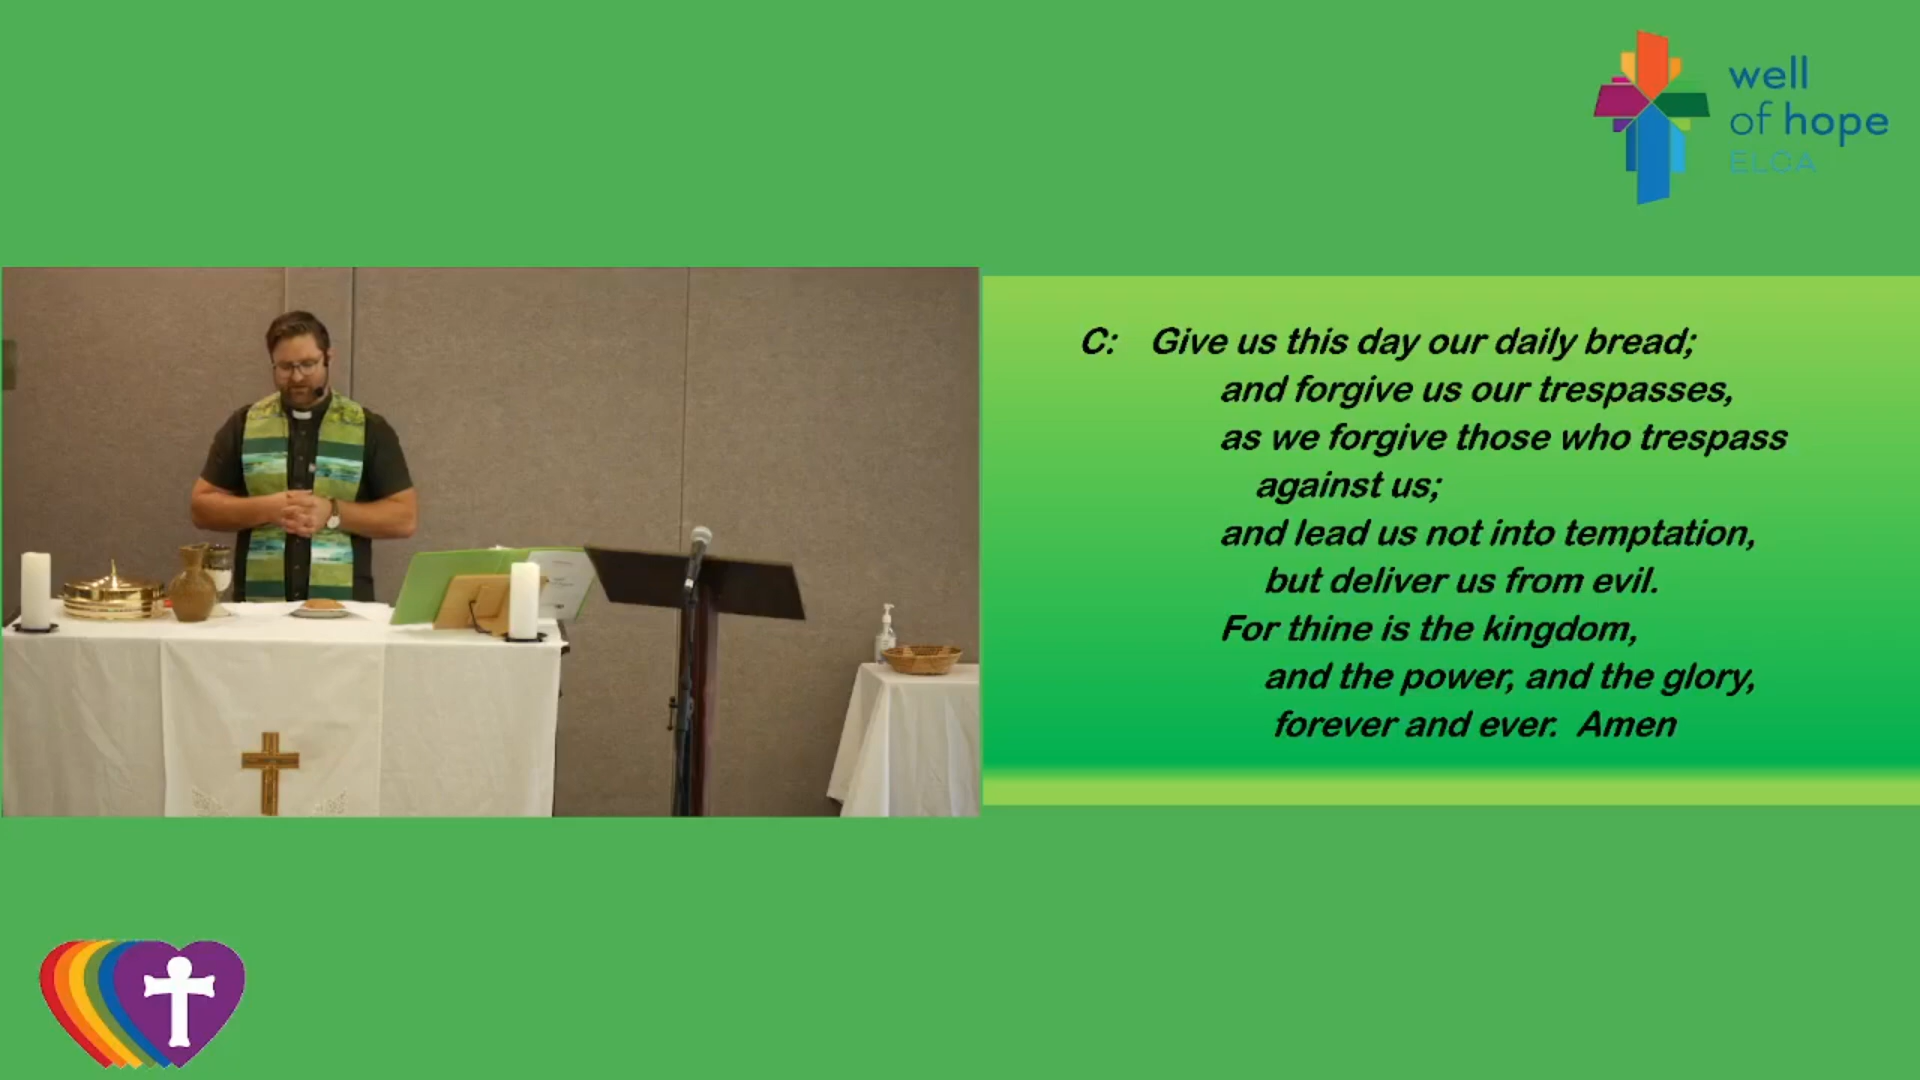 well
of hope
ELCA
C: Give us this day our daily bread;
and forgive us our trespasses,
as we forgive those who trespass
against us;
and lead us not into temptation,
but deliver us from evil.
For thine is the kingdom,
and the power, and the glory,
forever and ever. Amen